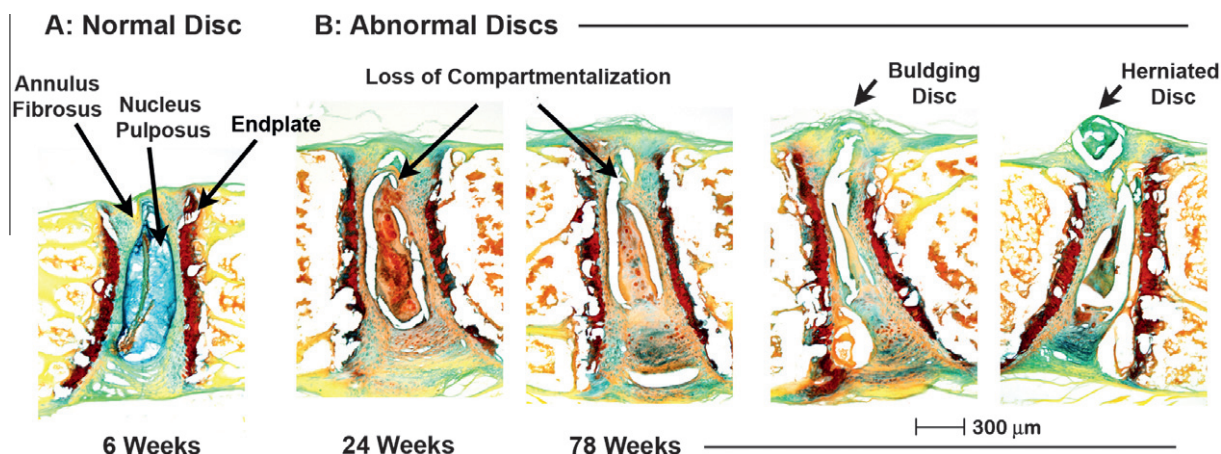 A: Normal Disc
B: Abnormal Discs
Annulus
Fibrosus
Nucleus
Pulposus
Endplate
Loss of Compartmentalization
Buldging
Disc
Herniated
Disc
300 μm
6 Weeks
24 Weeks
78 Weeks